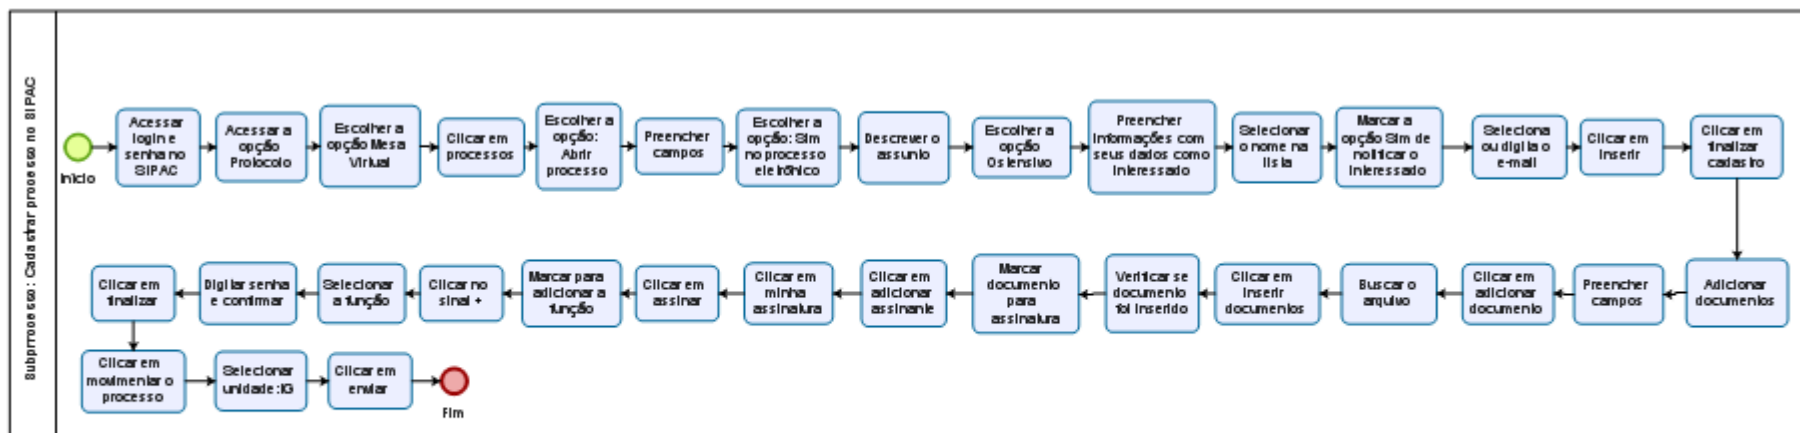 Subprrocesso: Cadastrar processo no SIPAC
Início
Acessar
login e
senha no
SIPAC
Acessar a
opção
Protocolo
Escolher a
opção Mesa
Virtual
Clicar em
processos
Escolher a
opção:
Abrir
processo
Preencher
campos
Escolher a
opção: Sim
no processo
eletrônico
Descrever o
assunto
Escolher a
opção
Ostensivo
Preencher
informações com
seus dados como
interessado
Selecionar
o nome na
lista
Marcar a
opção Sim de
notificar o
interessado
Seleciona
ou digita o
e-mail
Clicar em
inserir
Clicar em
finalizar
cadastro
Adicionar
documentos
Preencher
campos
Clicar em
adicionar
documento
Buscar o
arquivo
Clicar em
inserir
documentos
Verificar se
documento
foi inserido
Marcar
documento
para
assinatura
Clicar em
adicionar
assinante
Clicar em
minha
assinatura
Clicar em
assinar
Marcar para
adicionar a
função
Clicar no
sinal +
Selecionar
a função
Digitar senha
e confirmar
Clicar em
finalizar
Clicar em
movimentar o
processo
Selecionar
unidade:IG
Clicar em
enviar
Fim